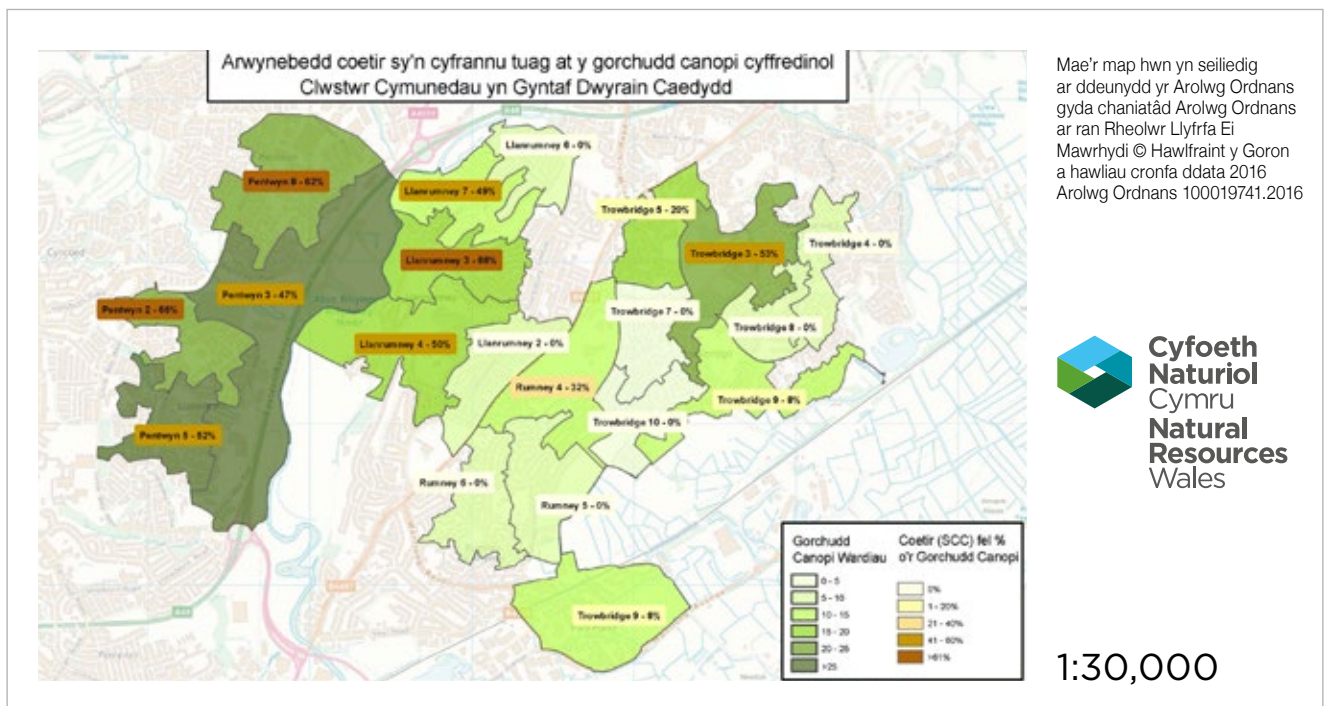 Arwynebedd coetir sy'n cyfrannu tuag at y gorchudd canopi cyffredinol
Clwstwr Cymunedau yn Gyntaf Dwyrain Caedydd
Llanrumney 6 - 0%
Pentwyn 8 - 62%
Llanrumney 7 - 49%
Trowbridge 5 - 20%
Trowbridge 4 - 0%
Trowbridge 3 - 53%
Llanrumney 3 - 88%
Pentwyn 3 - 47%
Pentwyn 2 - 66%
Trowbridge 7 - 0%
Trowbridge 8 - 0%
Llanrumney 4 - 50%
Llanrumney 2 - 0%
Rumney 4 - 32%
Trowbridge 9 - 8%
Trowbridge 10 - 0%
Pentwyn 5 - 52%
Rumney 6 - 0%
Rumney 5 - 0%
Trowbridge 9 - 8%
Gorchudd
Canopi Wardiau
0 - 5
5 - 10
10 - 15
15 - 20
20 - 25
>25
Coetir (SCC) fel %
o'r Gorchudd Canopi
0%
1 - 20%
21 - 40%
41 - 60%
>61%
Mae'r map hwn yn seiliedig
ar ddeunydd yr Arolwg Ordnans
gyda chaniatâd Arolwg Ordnans
ar ran Rheolwr Llyfrfa Ei
Mawrhydi © Hawlfraint y Goron
a hawliau cronfa ddata 2016
Arolwg Ordnans 100019741.2016
Cyfoeth
Naturiol
Cymru
Natural
Resources
Wales
1:30,000